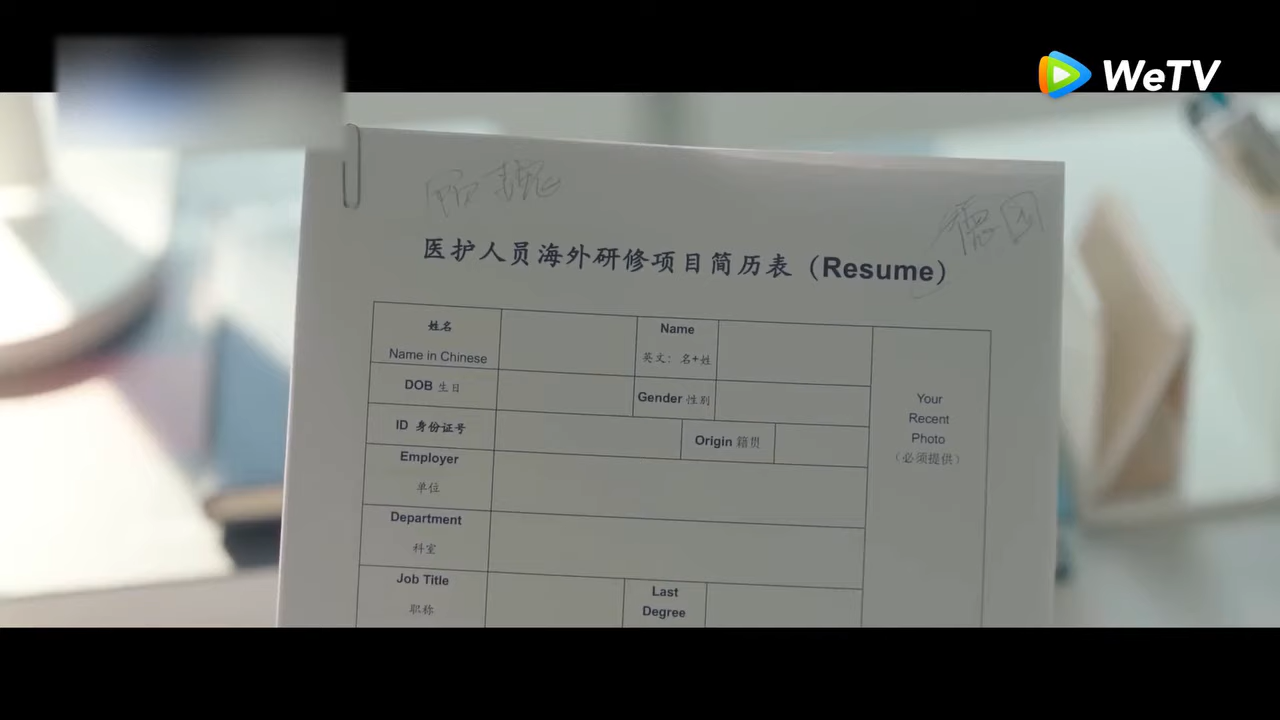 WeTV
德国
医护人员海外研修项目简历表（Resume）
姓名
Name in Chinese
Name
英文：名+姓
DOB 生日
Gender 性别
ID 身份证号
Origin 籍贯
Employer
单位
Department
科室
Job Title
职称
Last
Degree
Your
Recent
Photo
（必须提供）